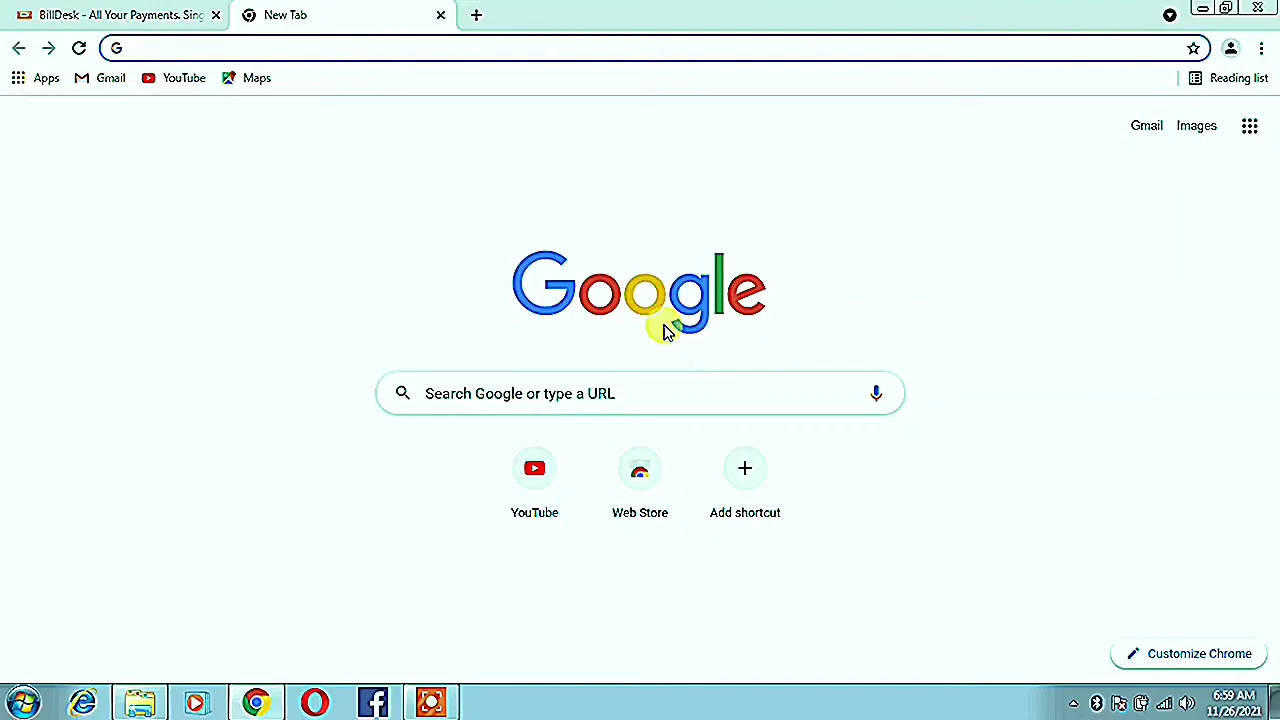 BillDesk - All Your Payments. Sing
New Tab
G
Apps
Gmail
YouTube
Maps
Reading list
Gmail
Images
Google
Search Google or type a URL
YouTube
Web Store
Add shortcut
Customize Chrome
6:59 AM
11/26/2021